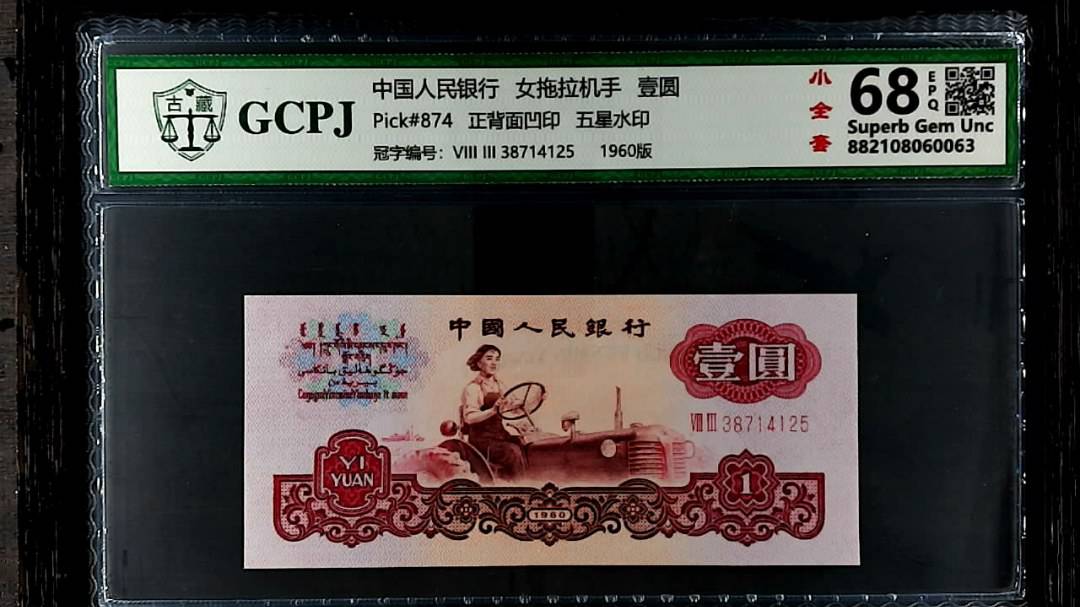 古藏
GCPJ
中国人民银行 女拖拉机手 壹圆
Pick#874 正背面凹印 五星水印
冠字编号：VIII III 38714125 1960版
小全套
68
EPQ
Superb Gem Unc
882108060063
中國人民銀行
壹圓
VIII III 38714125
YI
YUAN
1
1960